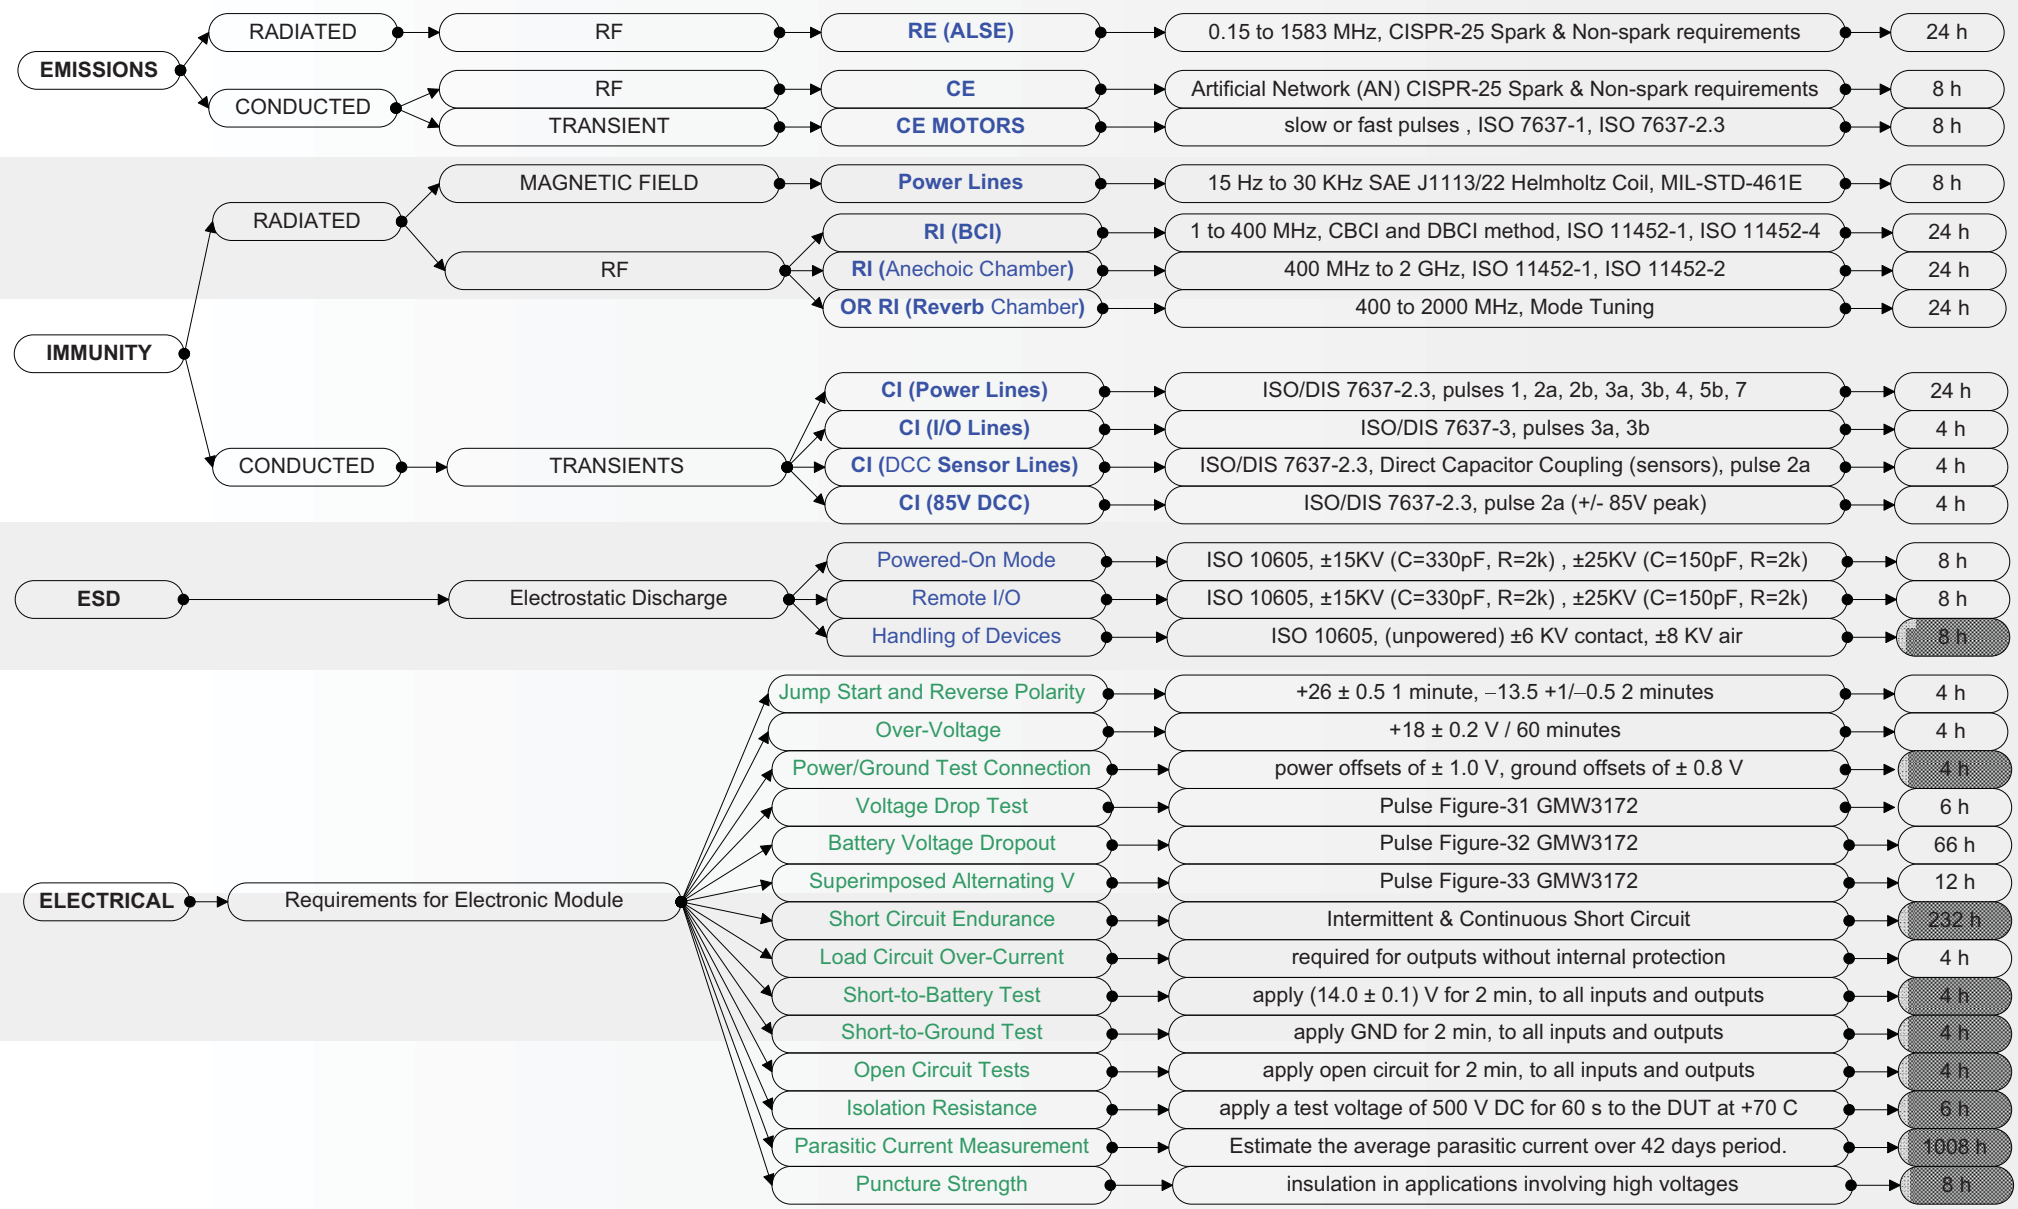 RADIATED RF RE (ALSE) 0.15 to 1583 MHz, CISPR-25 Spark & Non-spark requirements 24 h
EMISSIONS
RF CE Artificial Network (AN) CISPR-25 Spark & Non-spark requirements 8 h
CONDUCTED
TRANSIENT CE MOTORS slow or fast pulses , ISO 7637-1, ISO 7637-2.3 8 h
MAGNETIC FIELD Power Lines 15 Hz to 30 KHz SAE J1113/22 Helmholtz Coil, MIL-STD-461E 8 h
RADIATED
RI (BCI) 1 to 400 MHz, CBCI and DBCI method, ISO 11452-1, ISO 11452-4 24 h
RF RI (Anechoic Chamber) 400 MHz to 2 GHz, ISO 11452-1, ISO 11452-2 24 h
OR RI (Reverb Chamber) 400 to 2000 MHz, Mode Tuning 24 h
IMMUNITY
CI (Power Lines) ISO/DIS 7637-2.3, pulses 1, 2a, 2b, 3a, 3b, 4, 5b, 7 24 h
CI (I/O Lines) ISO/DIS 7637-3, pulses 3a, 3b 4 h
CONDUCTED TRANSIENTS CI (DCC Sensor Lines) ISO/DIS 7637-2.3, Direct Capacitor Coupling (sensors), pulse 2a 4 h
CI (85V DCC) ISO/DIS 7637-2.3, pulse 2a (+/- 85V peak) 4 h
Powered-On Mode ISO 10605, ±15KV (C=330pF, R=2k) , ±25KV (C=150pF, R=2k) 8 h
ESD Electrostatic Discharge Remote I/O ISO 10605, ±15KV (C=330pF, R=2k) , ±25KV (C=150pF, R=2k) 8 h
Handling of Devices ISO 10605, (unpowered) ±6 KV contact, ±8 KV air 8 h
Jump Start and Reverse Polarity +26 ± 0.5 1 minute, –13.5 +1/–0.5 2 minutes 4 h
Over-Voltage +18 ± 0.2 V / 60 minutes 4 h
Power/Ground Test Connection power offsets of ± 1.0 V, ground offsets of ± 0.8 V 4 h
Voltage Drop Test Pulse Figure-31 GMW3172 6 h
Battery Voltage Dropout Pulse Figure-32 GMW3172 66 h
Superimposed Alternating V Pulse Figure-33 GMW3172 12 h
ELECTRICAL Requirements for Electronic Module
Short Circuit Endurance Intermittent & Continuous Short Circuit 232 h
Load Circuit Over-Current required for outputs without internal protection 4 h
Short-to-Battery Test apply (14.0 ± 0.1) V for 2 min, to all inputs and outputs 4 h
Short-to-Ground Test apply GND for 2 min, to all inputs and outputs 4 h
Open Circuit Tests apply open circuit for 2 min, to all inputs and outputs 4 h
Isolation Resistance apply a test voltage of 500 V DC for 60 s to the DUT at +70 C 6 h
Parasitic Current Measurement Estimate the average parasitic current over 42 days period. 1008 h
Puncture Strength insulation in applications involving high voltages 8 h